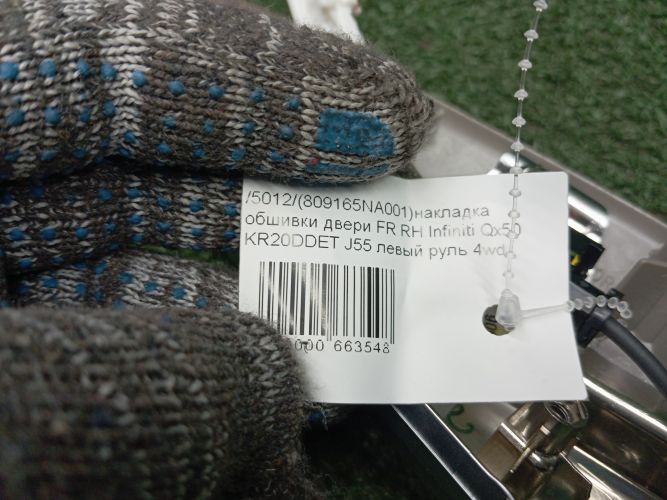 /5012/(809165NA001)накладка
обшивки двери FR RH Infiniti Qx50
KR20DDET J55 левый руль 4wd
000 663548